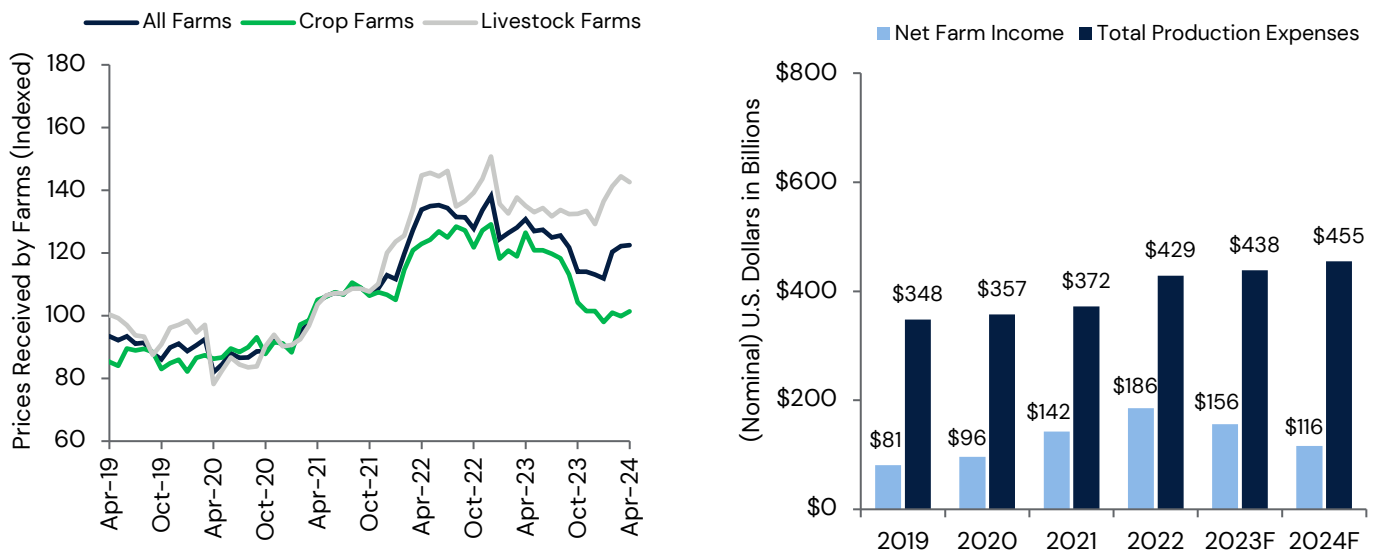 All Farms Crop Farms Livestock Farms
Prices Received by Farms (Indexed)
180
160
140
120
100
80
60
Apr-19 Oct-19 Apr-20 Oct-20 Apr-21 Oct-21 Apr-22 Oct-22 Apr-23 Oct-23 Apr-24
Net Farm Income Total Production Expenses
(Nominal) U.S. Dollars in Billions
$800
$600
$400
$200
$0
$81 $348 $96 $357 $142 $372 $186 $429 $156 $438 $116 $455
2019 2020 2021 2022 2023F 2024F